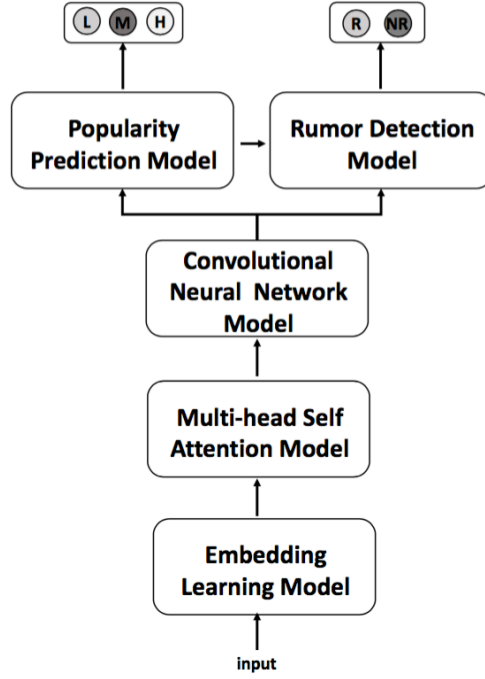 L M H
R NR
Popularity
Prediction Model
Rumor Detection
Model
Convolutional
Neural Network
Model
Multi-head Self
Attention Model
Embedding
Learning Model
input